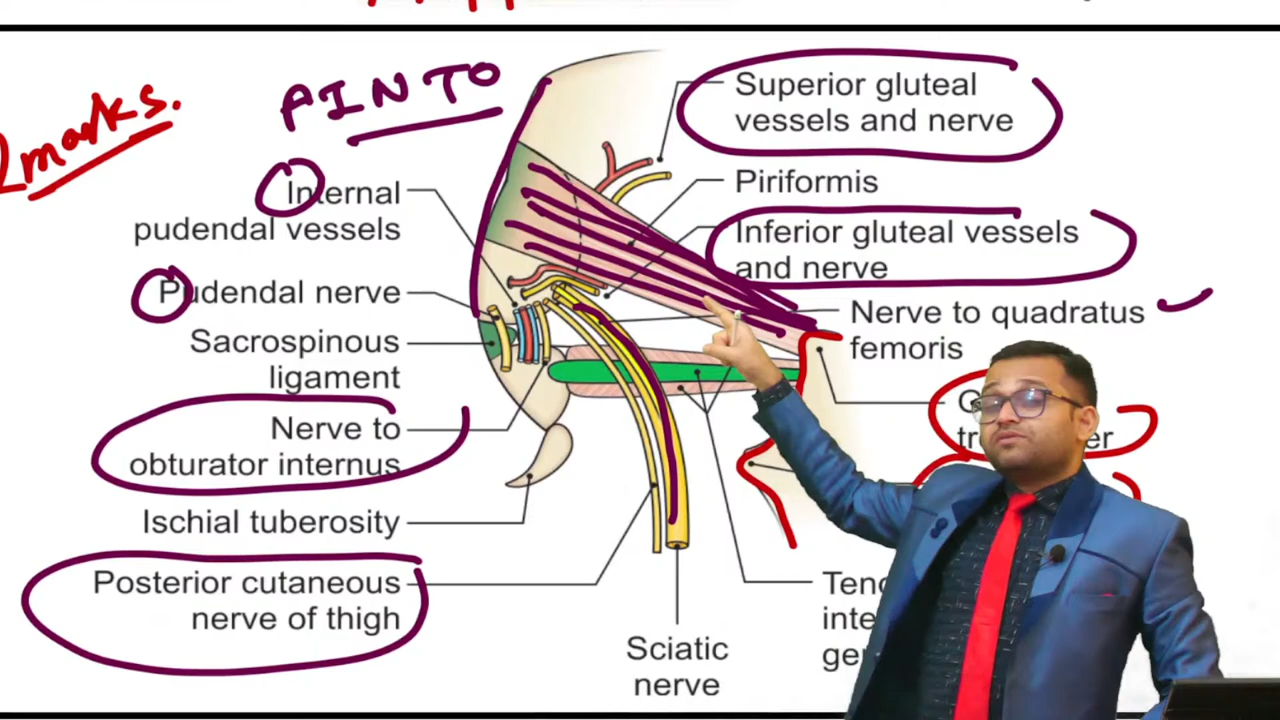 2marks.
PINTO
Superior gluteal
vessels and nerve
Piriformis
Inferior gluteal vessels
and nerve
Nerve to quadratus
femoris
Internal
pudendal vessels
Pudendal nerve
Sacrospinous
ligament
Nerve to
obturator internus
Ischial tuberosity
Posterior cutaneous
nerve of thigh
Sciatic
nerve